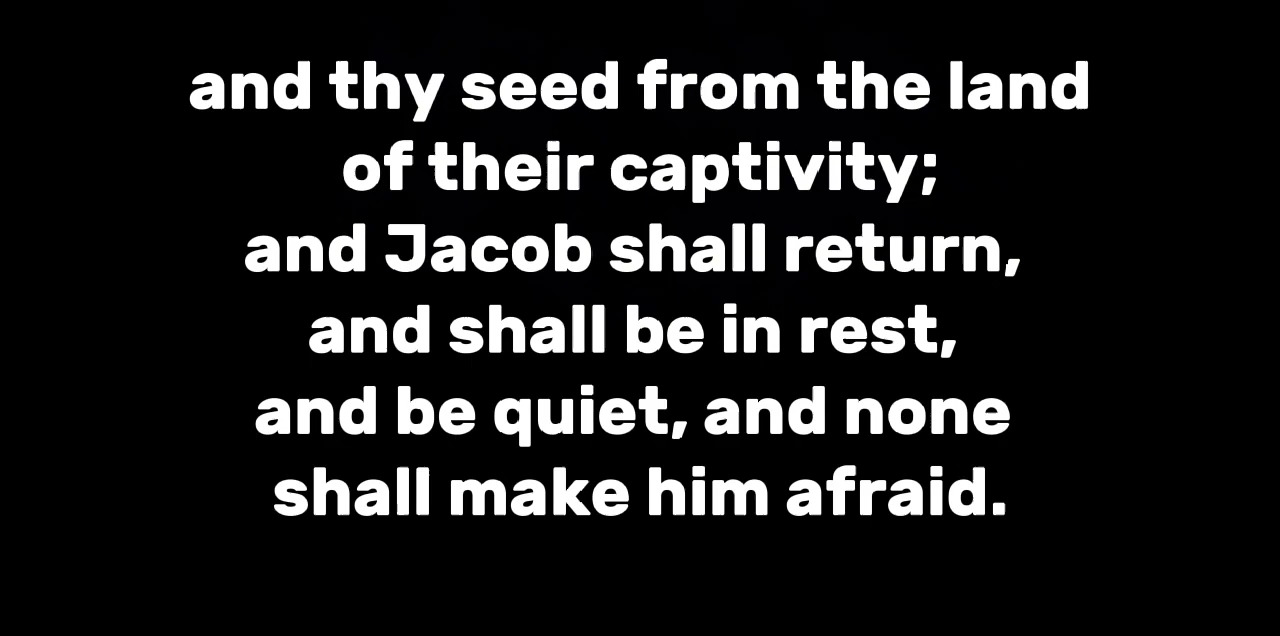 and thy seed from the land
of their captivity;
and Jacob shall return,
and shall be in rest,
and be quiet, and none
shall make him afraid.